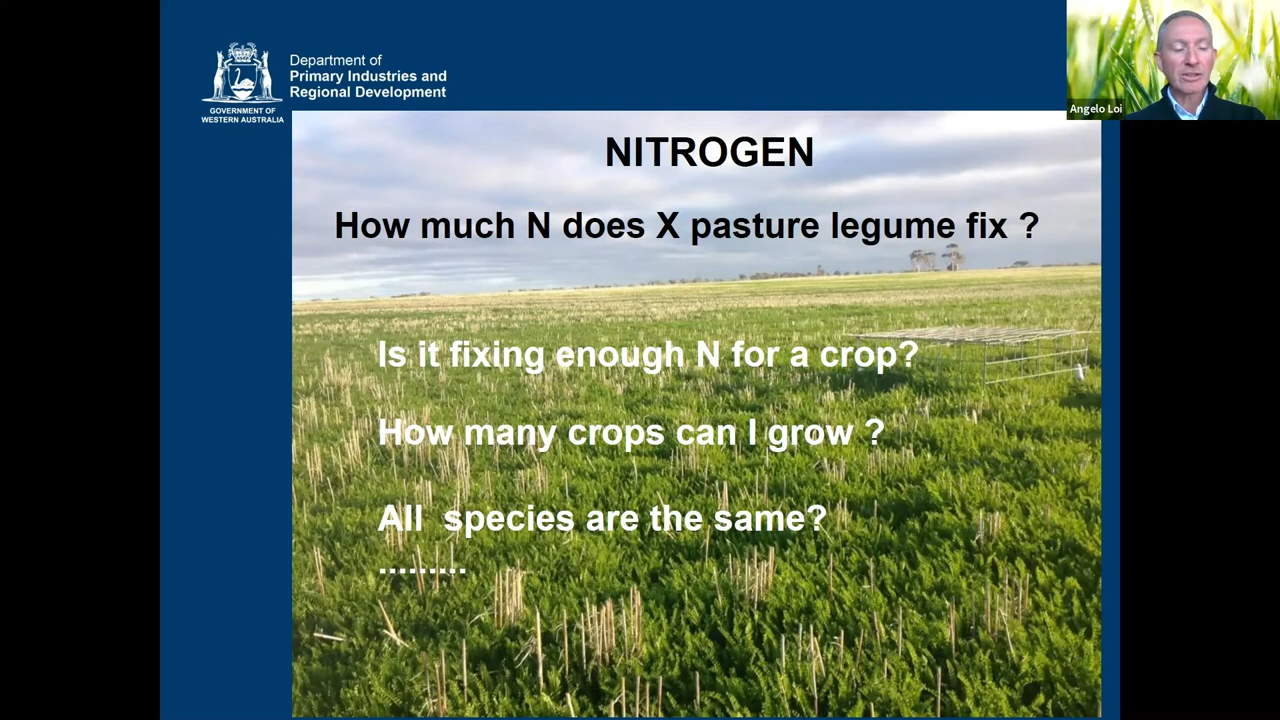 Department of
Primary Industries and
Regional Development
GOVERNMENT OF
WESTERN AUSTRALIA
Angelo Loi
NITROGEN
How much N does X pasture legume fix ?
Is it fixing enough N for a crop?
How many crops can I grow ?
All  species are the same?
.........